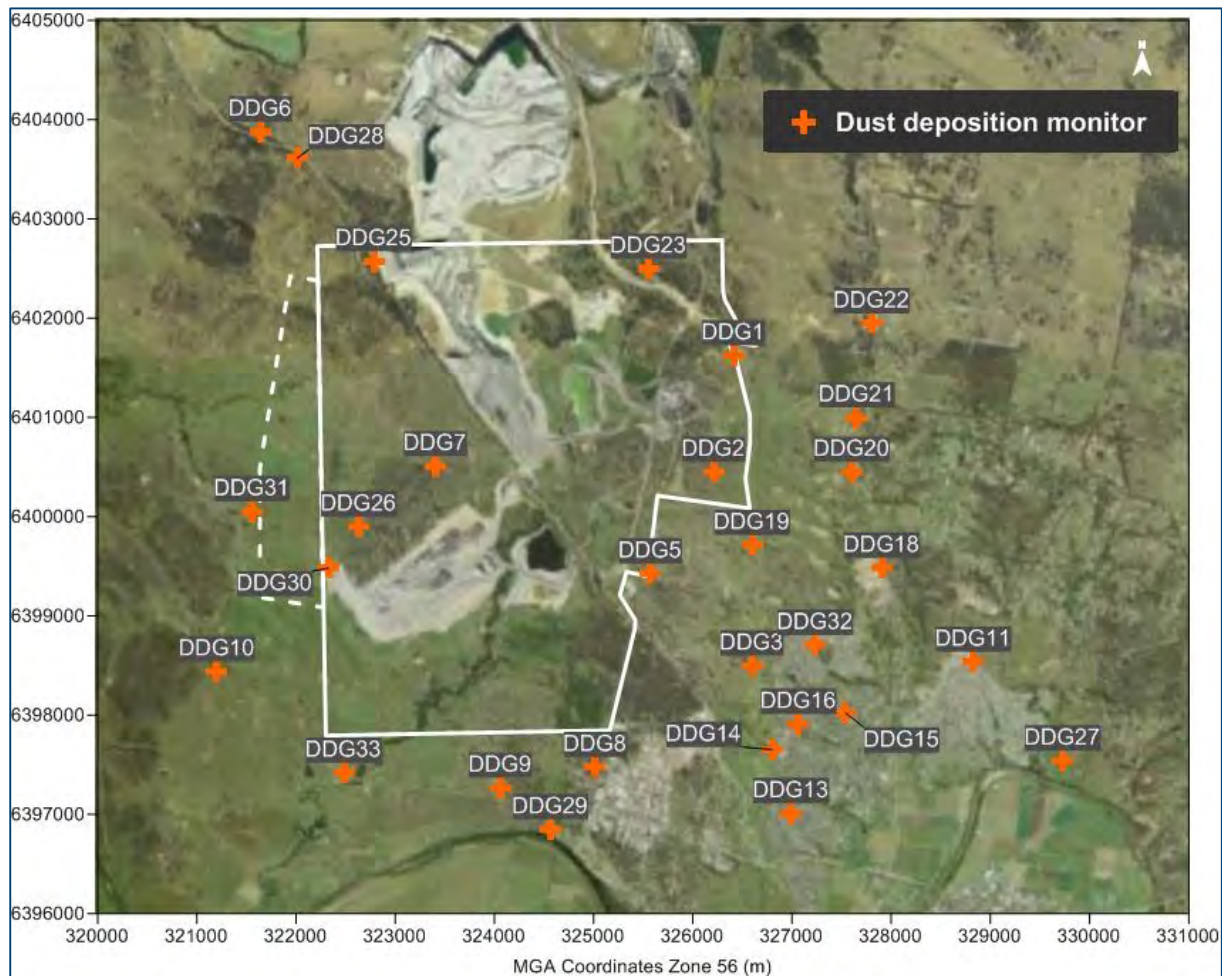 6405000
N
DDG6
6404000
DDG28
Dust deposition monitor
6403000
DDG25
DDG23
DDG22
6402000
DDG1
DDG21
6401000
DDG7
DDG2
DDG20
DDG31
DDG26
6400000
DDG19
DDG5
DDG18
DDG30
6399000
DDG32
DDG10
DDG3
DDG11
6398000
DDG16
DDG14
DDG15
DDG33
DDG8
DDG27
DDG9
DDG13
6397000
DDG29
6396000
320000 321000 322000 323000 324000 325000 326000 327000 328000 329000 330000 331000
MGA Coordinates Zone 56 (m)